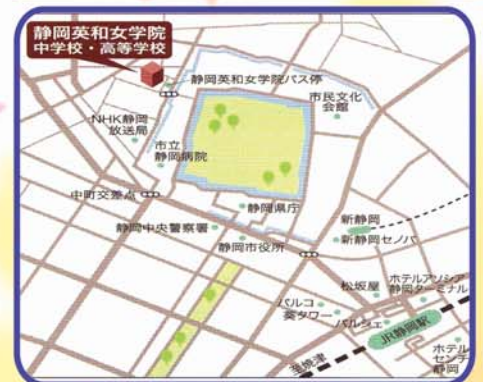 静岡英和女学院
中学校・高等学校
静岡英和女学院バス停
NHK静岡
放送局
市民文化
会館
市立
静岡病院
中町交差点
静岡県庁
静岡中央警察署
新静岡
静岡市役所
新静岡セノバ
松坂屋
ホテルアソシア
静岡ターミナル
パルコ
葵タワー
パルシェ
JR静岡駅
至焼津
ホテル
センチ
静岡